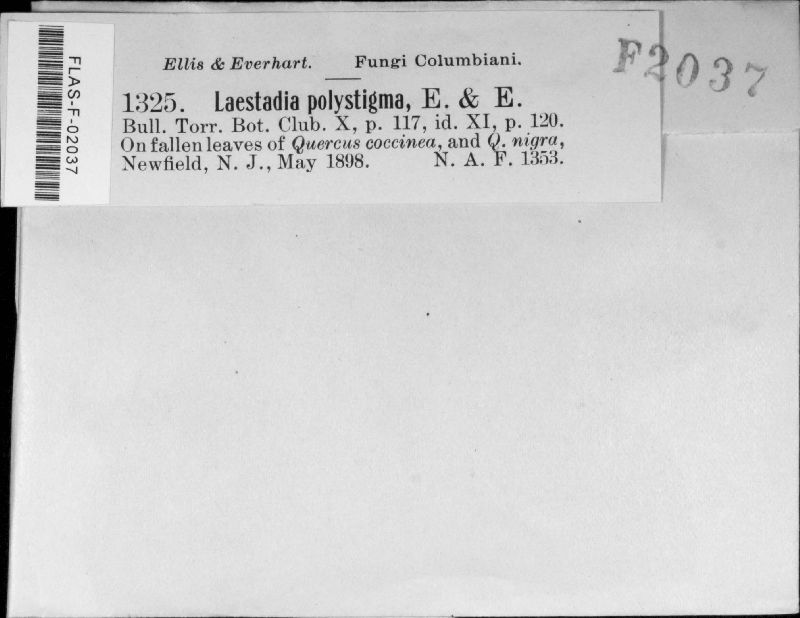 FLAS-F-02037
Ellis & Everhart. Fungi Columbiani.
F2037
1325. Laestadia polystigma, E. & E.
Bull. Torr. Bot. Club. X, p. 117, id. XI, p. 120.
On fallen leaves of Quercus coccinea, and Q. nigra,
Newfield, N. J., May 1898. N. A. F. 1353.